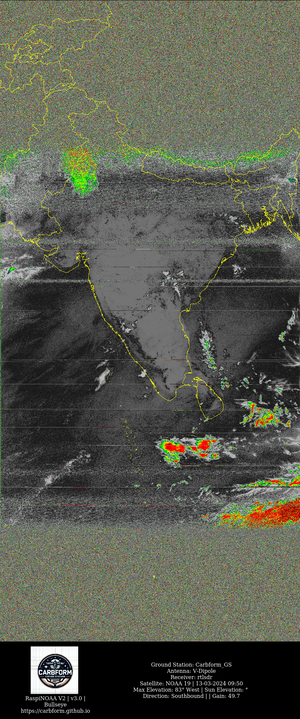 CARBFORM
RaspiNOAA V2 | v3.0 |
Bullseye
https://carbform.github.io
Ground Station: Carbform_GS
Antenna: V-Dipole
Receiver: rtlsdr
Satellite: NOAA 19 | 13-03-2024 09:50
Max Elevation: 83° West | Sun Elevation: °
Direction: Southbound | | Gain: 49.7